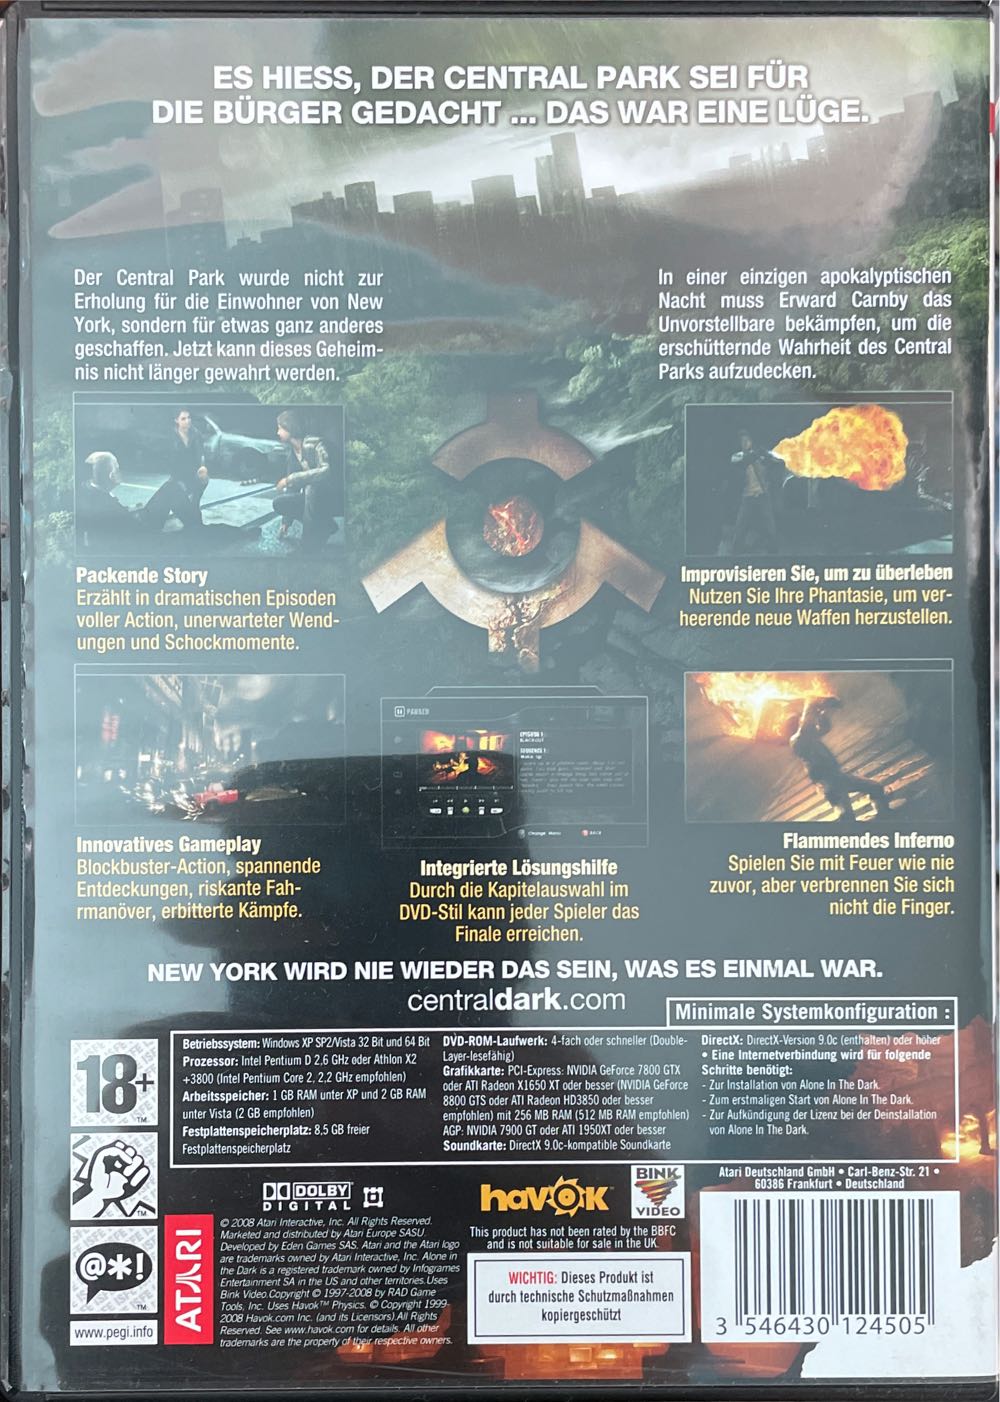 ES HIESS, DER CENTRAL PARK SEI FÜR
DIE BÜRGER GEDACHT ... DAS WAR EINE LÜGE.
Der Central Park wurde nicht zur
Erholung für die Einwohner von New
York, sondern für etwas ganz anderes
geschaffen. Jetzt kann dieses Geheim-
nis nicht länger gewahrt werden.
In einer einzigen apokalyptischen
Nacht muss Erward Carnby das
Unvorstellbare bekämpfen, um die
erschütternde Wahrheit des Central
Parks aufzudecken.
Packende Story
Erzählt in dramatischen Episoden
voller Action, unerwarteter Wend-
ungen und Schockmomente.
Improvisieren Sie, um zu überleben
Nutzen Sie Ihre Phantasie, um ver-
heerende neue Waffen herzustellen.
PAUSED
EPISODE 1:
BLACKOUT
SEQUENCE 1:
Wake up
Change Menu
BACK
Innovatives Gameplay
Blockbuster-Action, spannende
Entdeckungen, riskante Fah-
rmanöver, erbitterte Kämpfe.
Integrierte Lösungshilfe
Durch die Kapitelauswahl im
DVD-Stil kann jeder Spieler das
Finale erreichen.
Flammendes Inferno
Spielen Sie mit Feuer wie nie
zuvor, aber verbrennen Sie sich
nicht die Finger.
NEW YORK WIRD NIE WIEDER DAS SEIN, WAS ES EINMAL WAR.
centraldark.com
Minimale Systemkonfiguration :
Betriebssystem: Windows XP SP2/Vista 32 Bit und 64 Bit
Prozessor: Intel Pentium D 2,6 GHz oder Athlon X2
+3800 (Intel Pentium Core 2, 2,2 GHz empfohlen)
Arbeitsspeicher: 1 GB RAM unter XP und 2 GB RAM
unter Vista (2 GB empfohlen)
Festplattenspeicherplatz: 8,5 GB freier
Festplattenspeicherplatz
DVD-ROM-Laufwerk: 4-fach oder schneller (Double-
Layer-lesefähig)
Grafikkarte: PCI-Express: NVIDIA GeForce 7800 GTX
oder ATI Radeon X1650 XT oder besser (NVIDIA GeForce
8800 GTS oder ATI Radeon HD3850 oder besser
empfohlen) mit 256 MB RAM (512 MB RAM empfohlen)
AGP: NVIDIA 7900 GT oder ATI 1950XT oder besser
Soundkarte: DirectX 9.0c-kompatible Soundkarte
DirectX: DirectX-Version 9.0c (enthalten) oder höher
• Eine Internetverbindung wird für folgende
Schritte benötigt:
- Zur Installation von Alone In The Dark.
- Zum erstmaligen Start von Alone In The Dark.
- Zur Aufkündigung der Lizenz bei der Deinstallation
von Alone In The Dark.
18+
TM
TM
@*!
TM
www.pegi.info
DOLBY
DIGITAL
havok
BINK
VIDEO
Atari Deutschland GmbH • Carl-Benz-Str. 21 •
60386 Frankfurt • Deutschland
ATARI
© 2008 Atari Interactive, Inc. All Rights Reserved.
Marketed and distributed by Atari Europe SASU.
Developed by Eden Games SAS. Atari and the Atari logo
are trademarks owned by Atari Interactive, Inc. Alone in
the Dark is a registered trademark owned by Infogrames
Entertainment SA in the US and other territories. Uses
Bink Video. Copyright © 1997-2008 by RAD Game
Tools, Inc. Uses Havok™ Physics. © Copyright 1999-
2008 Havok.com Inc. (and its Licensors). All Rights
Reserved. See www.havok.com for details. All other
trademarks are the property of their respective owners.
This product has not been rated by the BBFC
and is not suitable for sale in the UK.
WICHTIG: Dieses Produkt ist
durch technische Schutzmaßnahmen
kopiergeschützt
3 546430 124505